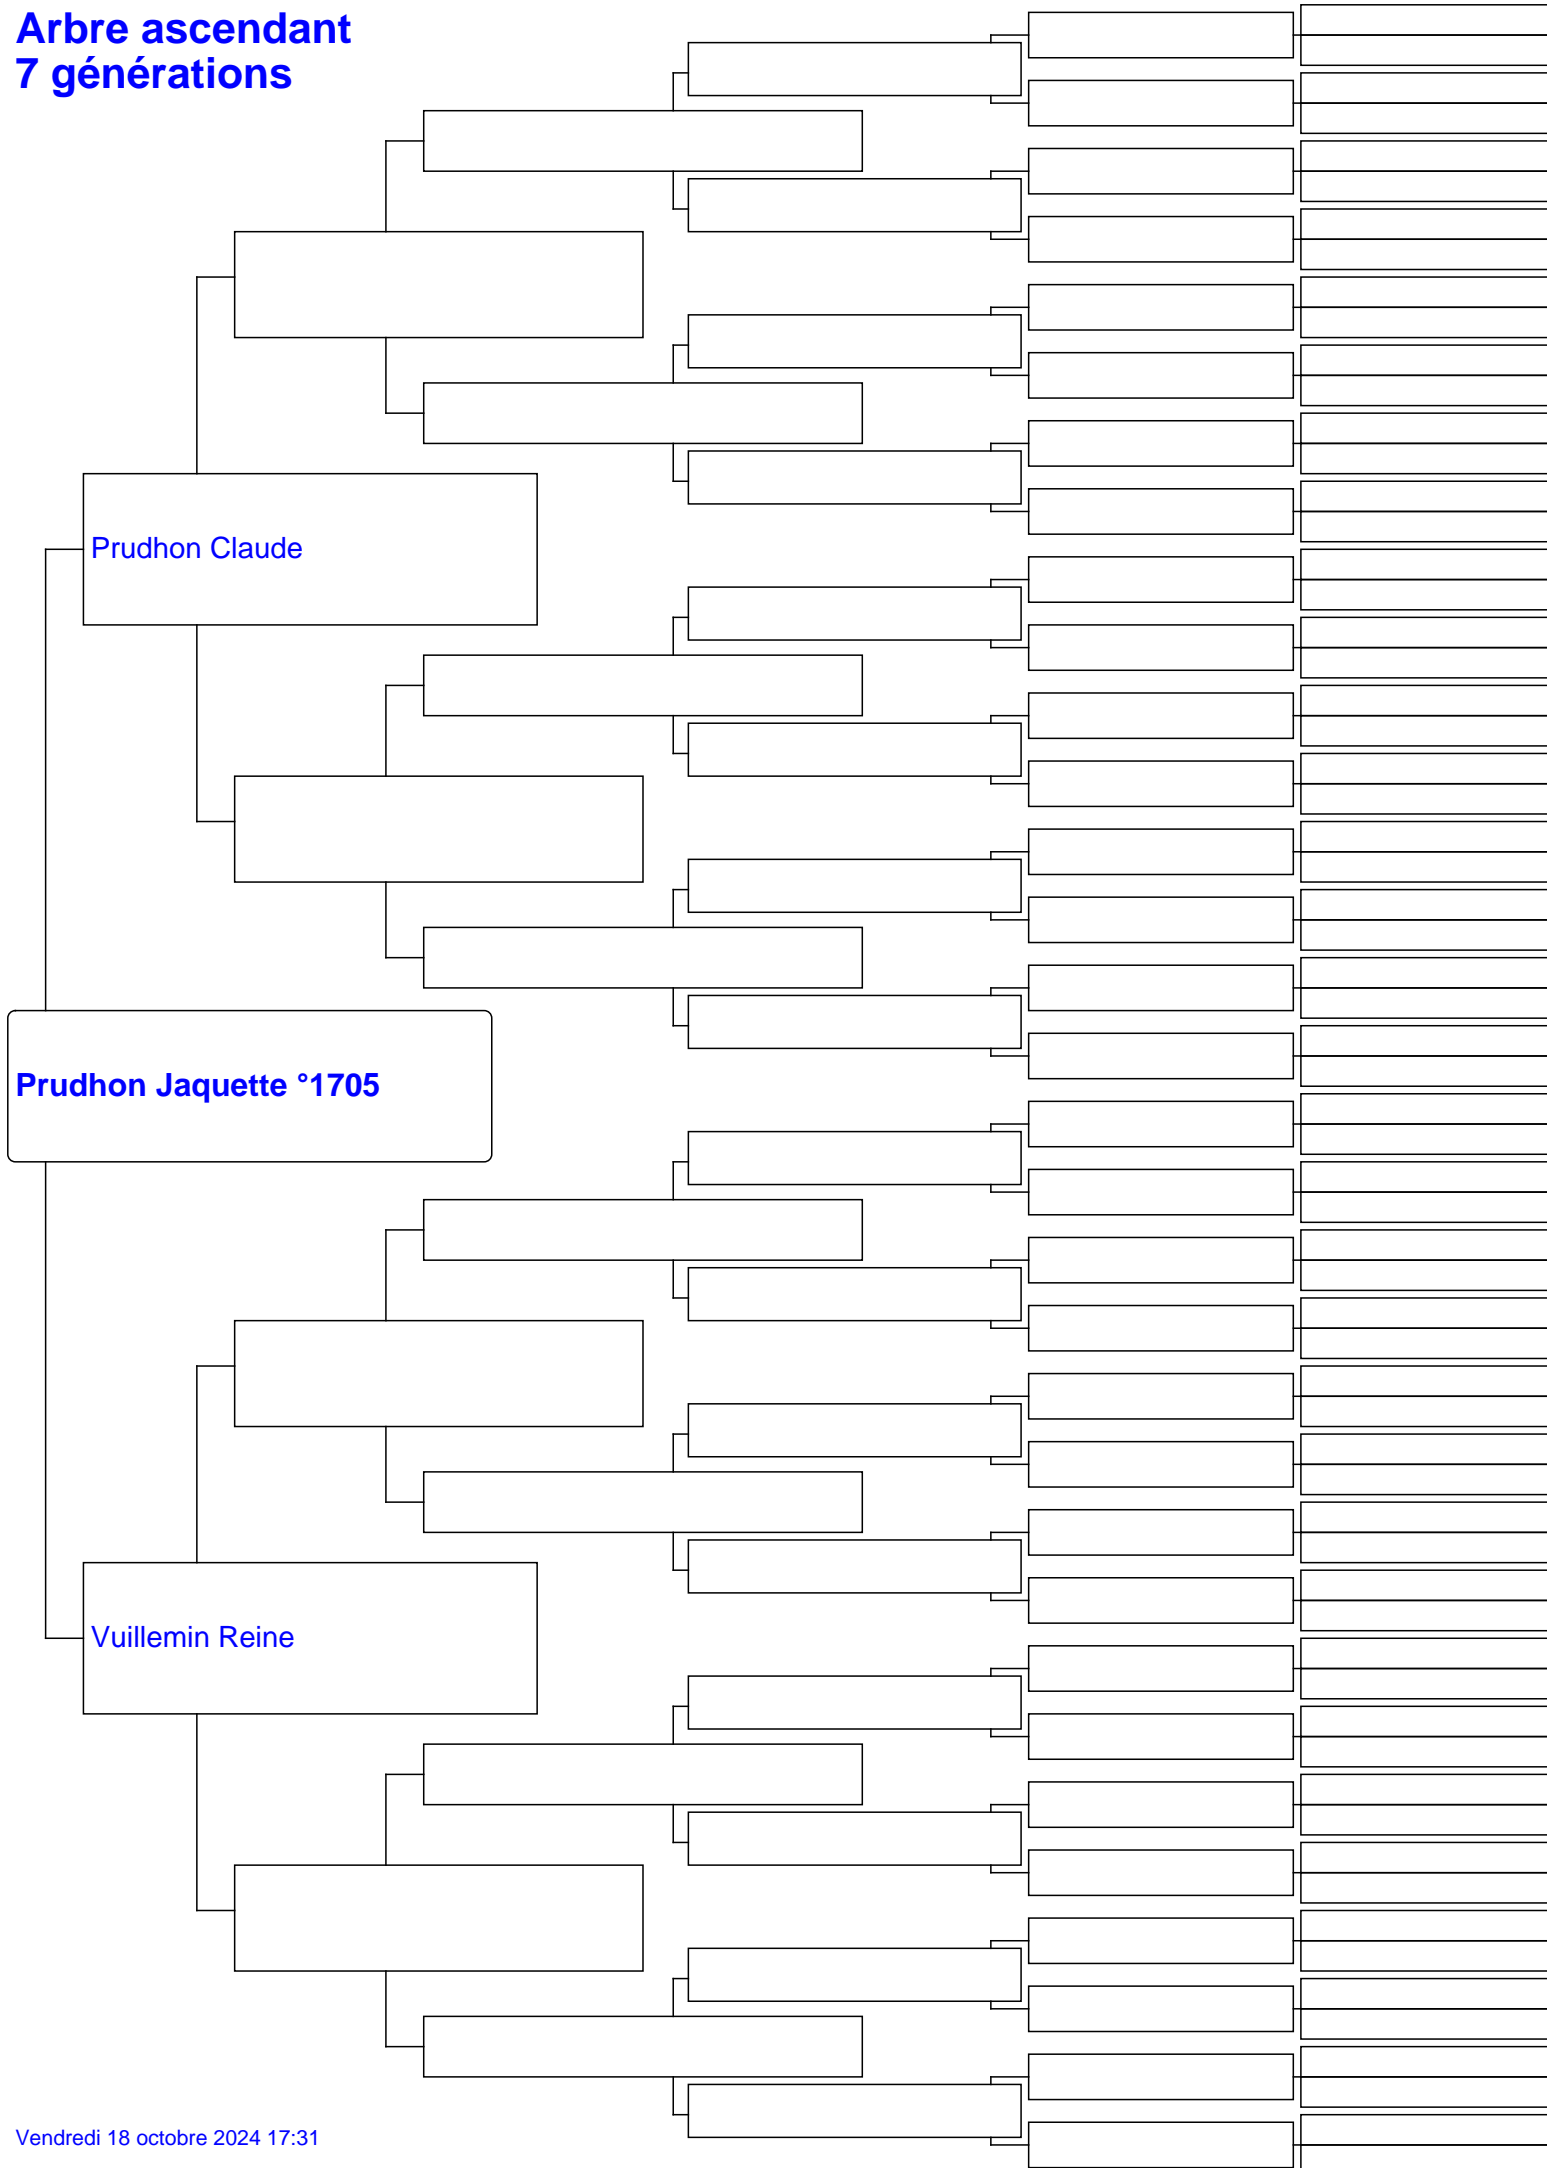 Arbre ascendant
7 générations
Prudhon Claude
Prudhon Jaquette °1705
Vuillemin Reine
Vendredi 18 octobre 2024 17:31